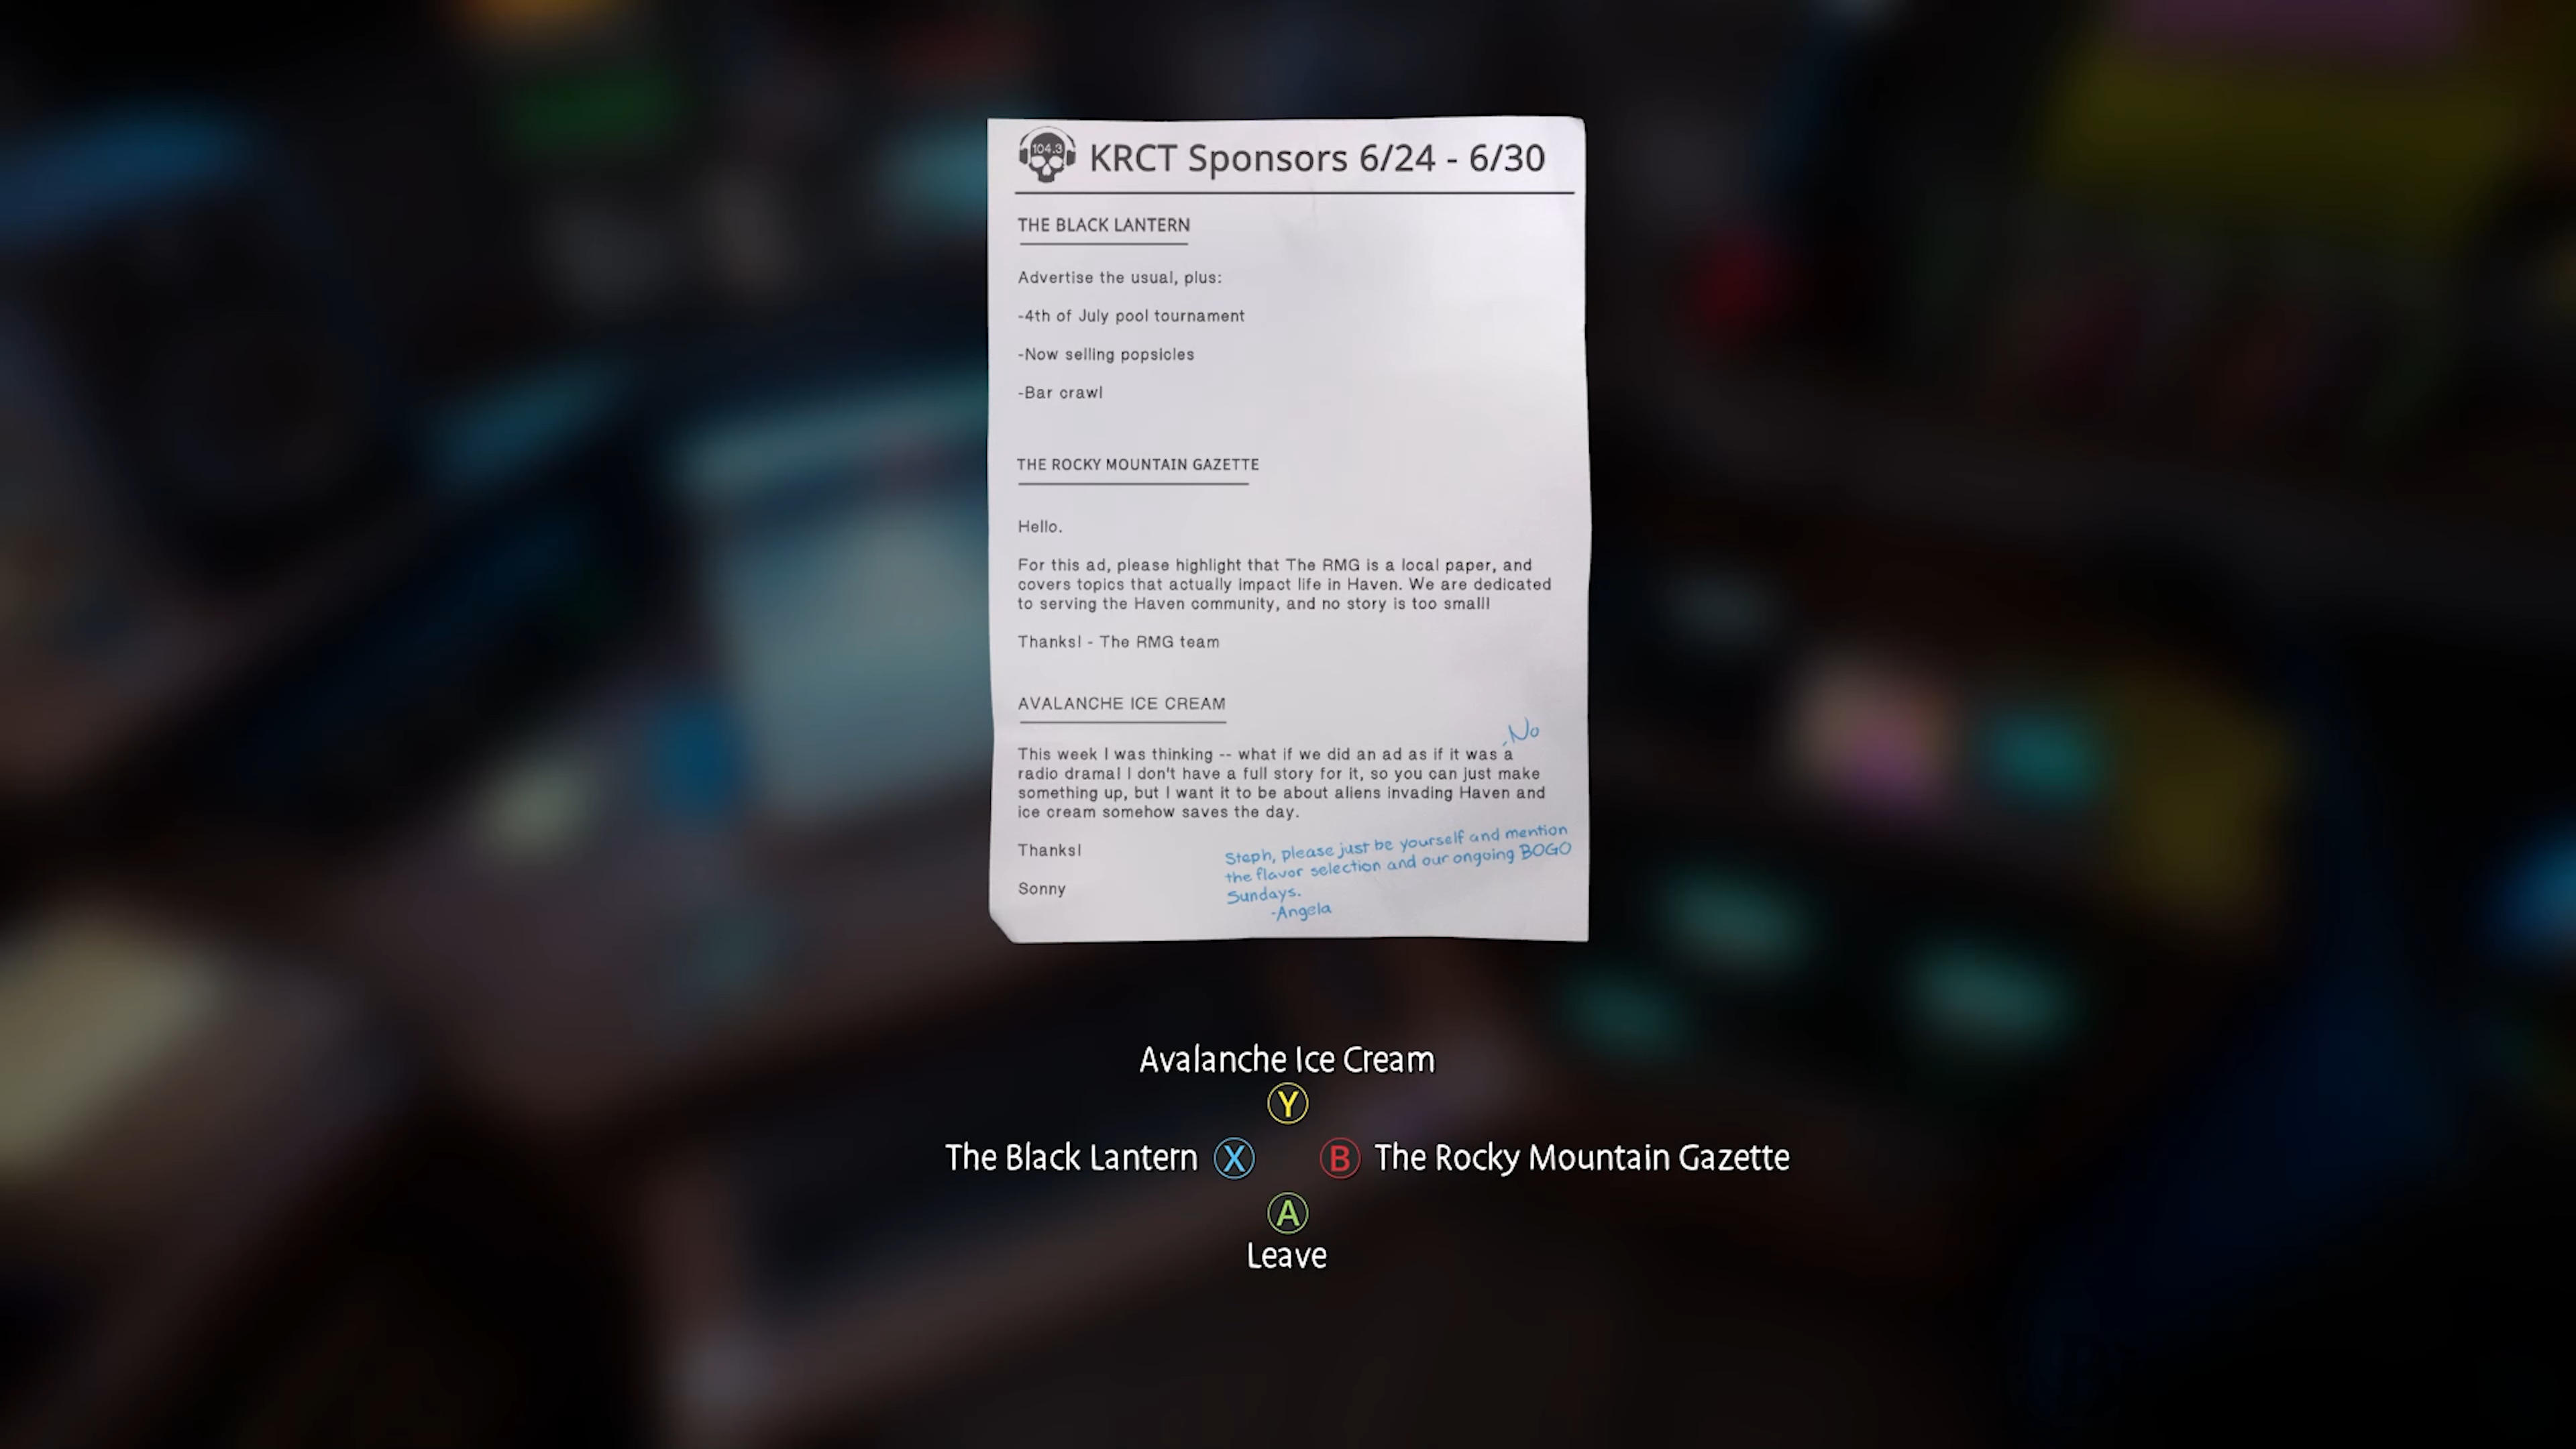 104.3
KRCT Sponsors 6/24 - 6/30
THE BLACK LANTERN
Advertise the usual, plus:
-4th of July pool tournament
-Now selling popsicles
-Bar crawl
THE ROCKY MOUNTAIN GAZETTE
Hello.
For this ad, please highlight that The RMG is a local paper, and
covers topics that actually impact life in Haven. We are dedicated
to serving the Haven community, and no story is too small!
Thanks! - The RMG team
AVALANCHE ICE CREAM
-No
This week I was thinking -- what if we did an ad as if it was a
radio drama! I don't have a full story for it, so you can just make
something up, but I want it to be about aliens invading Haven and
ice cream somehow saves the day.
Thanks!
Sonny
Steph, please just be yourself and mention
the flavor selection and our ongoing BOGO
Sundays.
-Angela
Avalanche Ice Cream
Y
The Black Lantern X B The Rocky Mountain Gazette
A
Leave